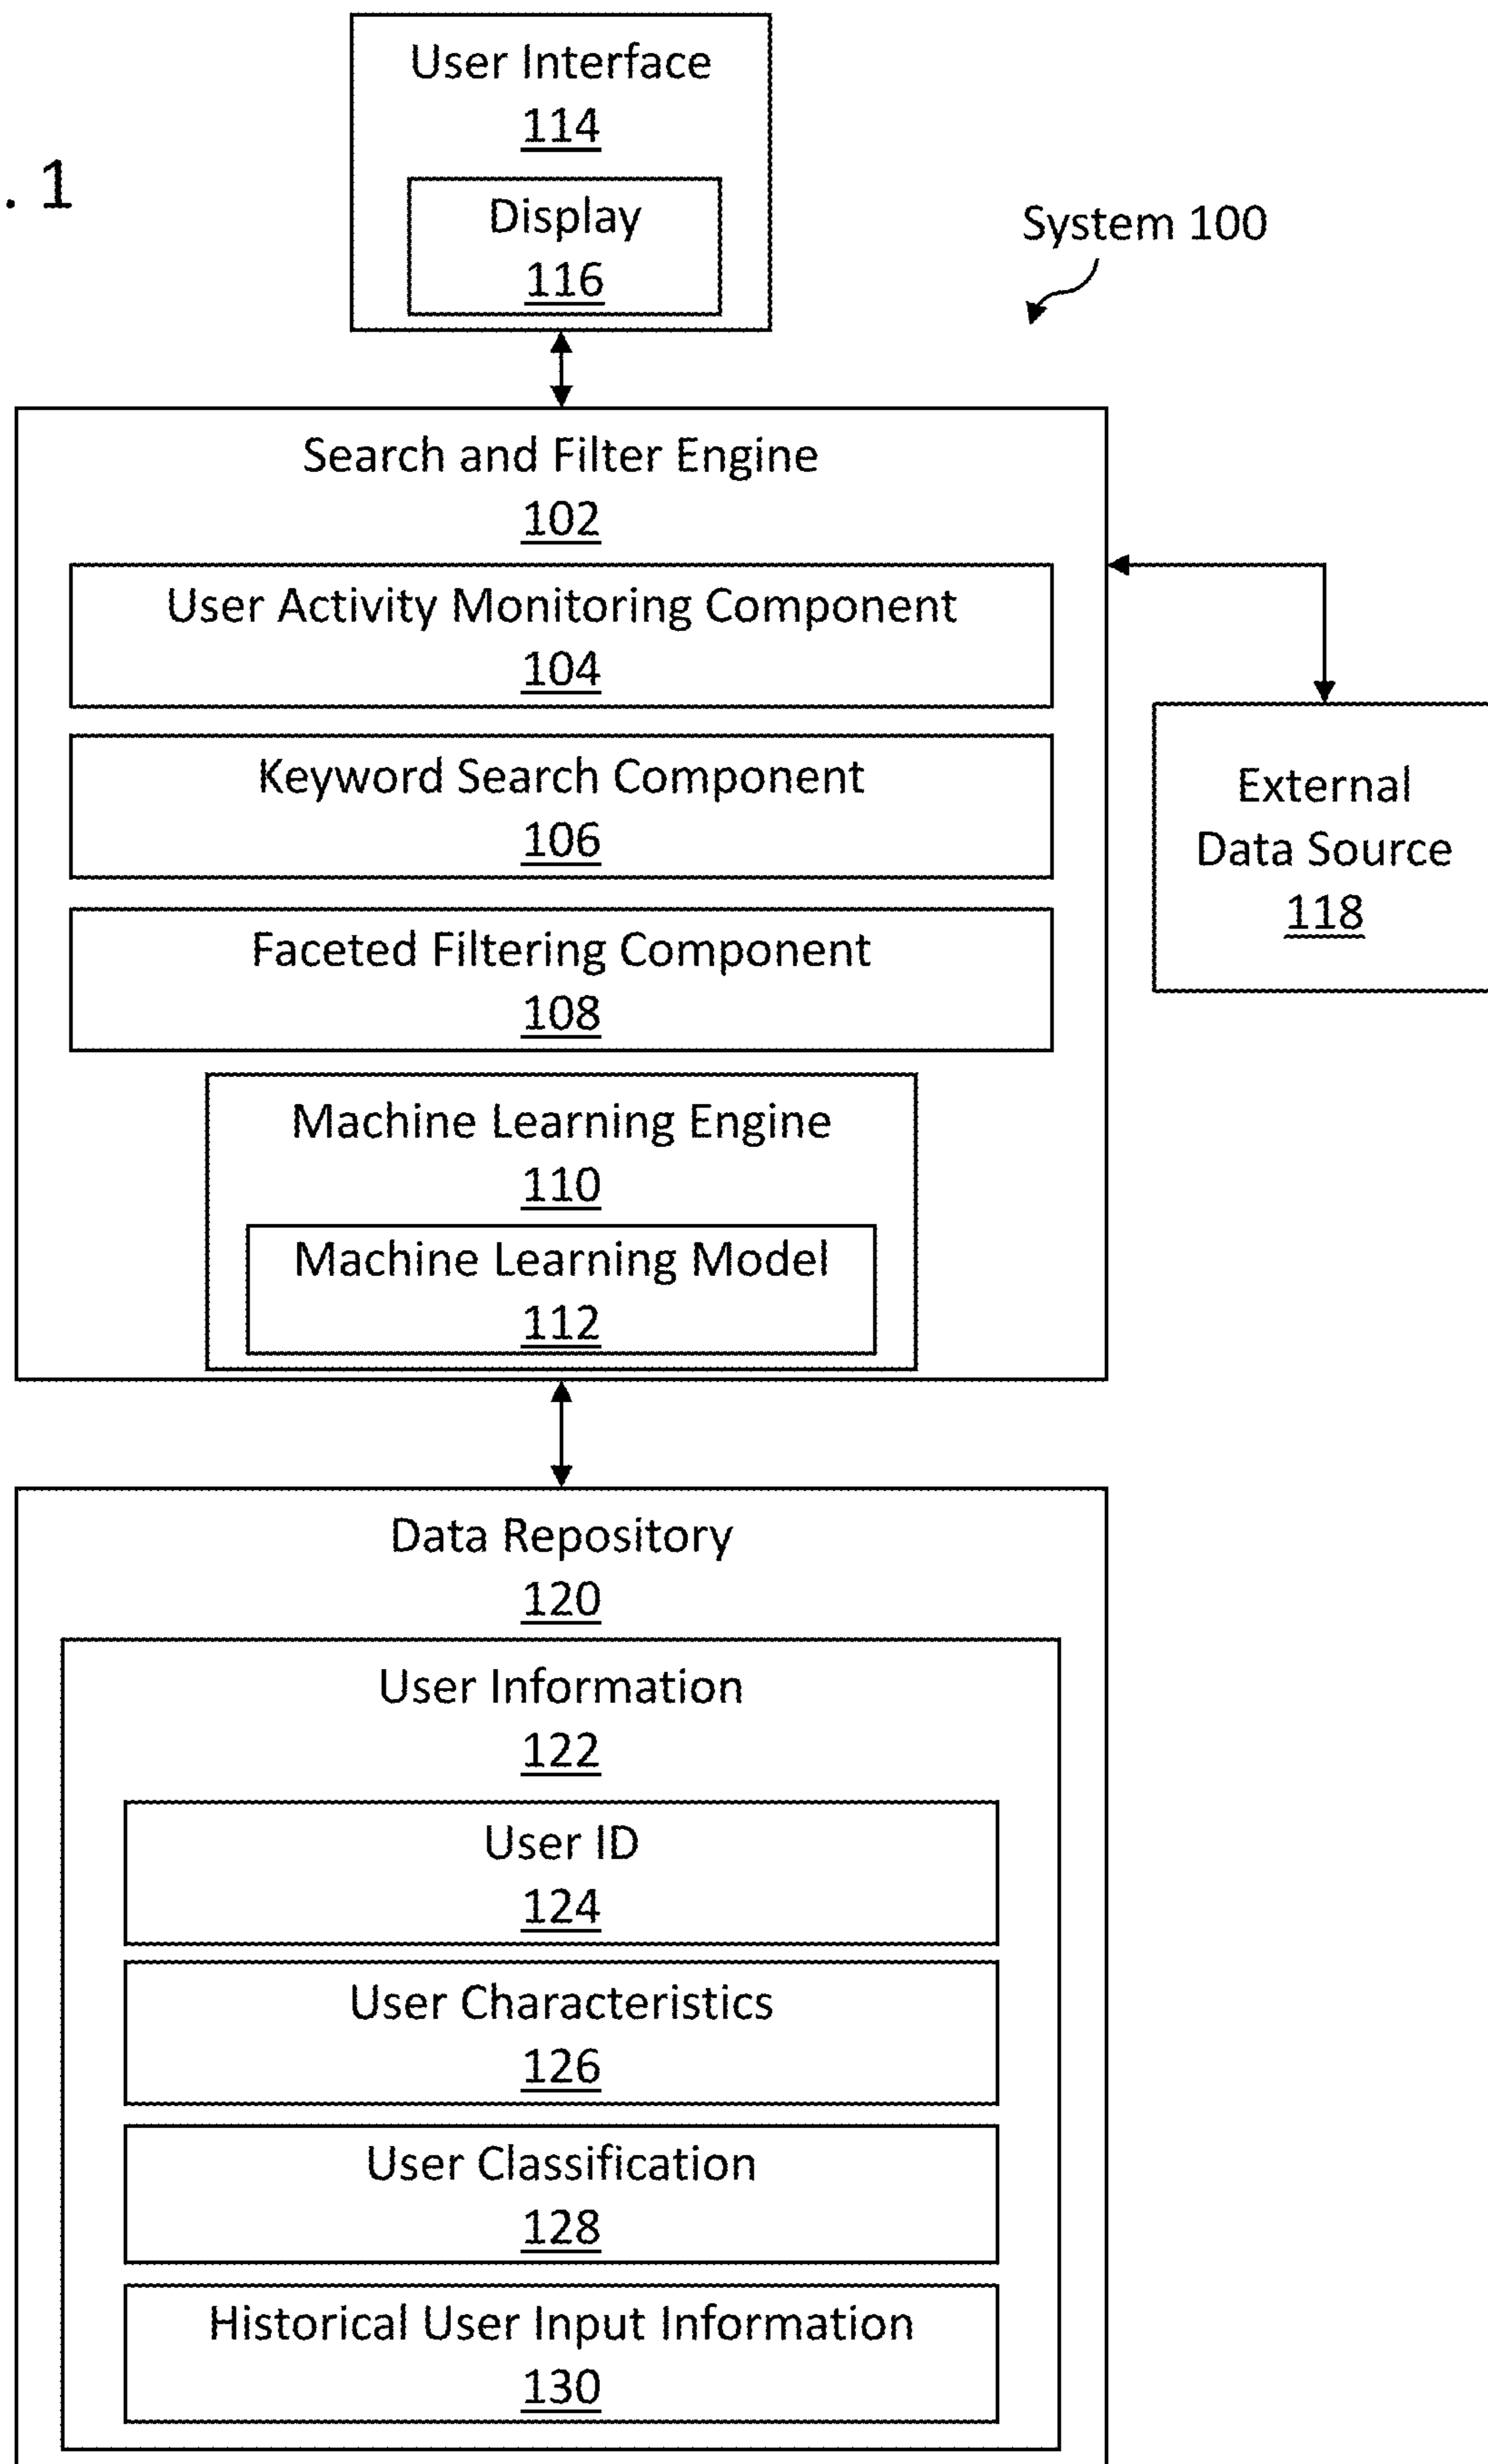 User Interface
114
. 1
Display
116
System 100
Search and Filter Engine
102
User Activity Monitoring Component
104
Keyword Search Component
106
External
Data Source
118
Faceted Filtering Component
108
Machine Learning Engine
110
Machine Learning Model
112
Data Repository
120
User Information
122
User ID
124
User Characteristics
126
User Classification
128
Historical User Input Information
130